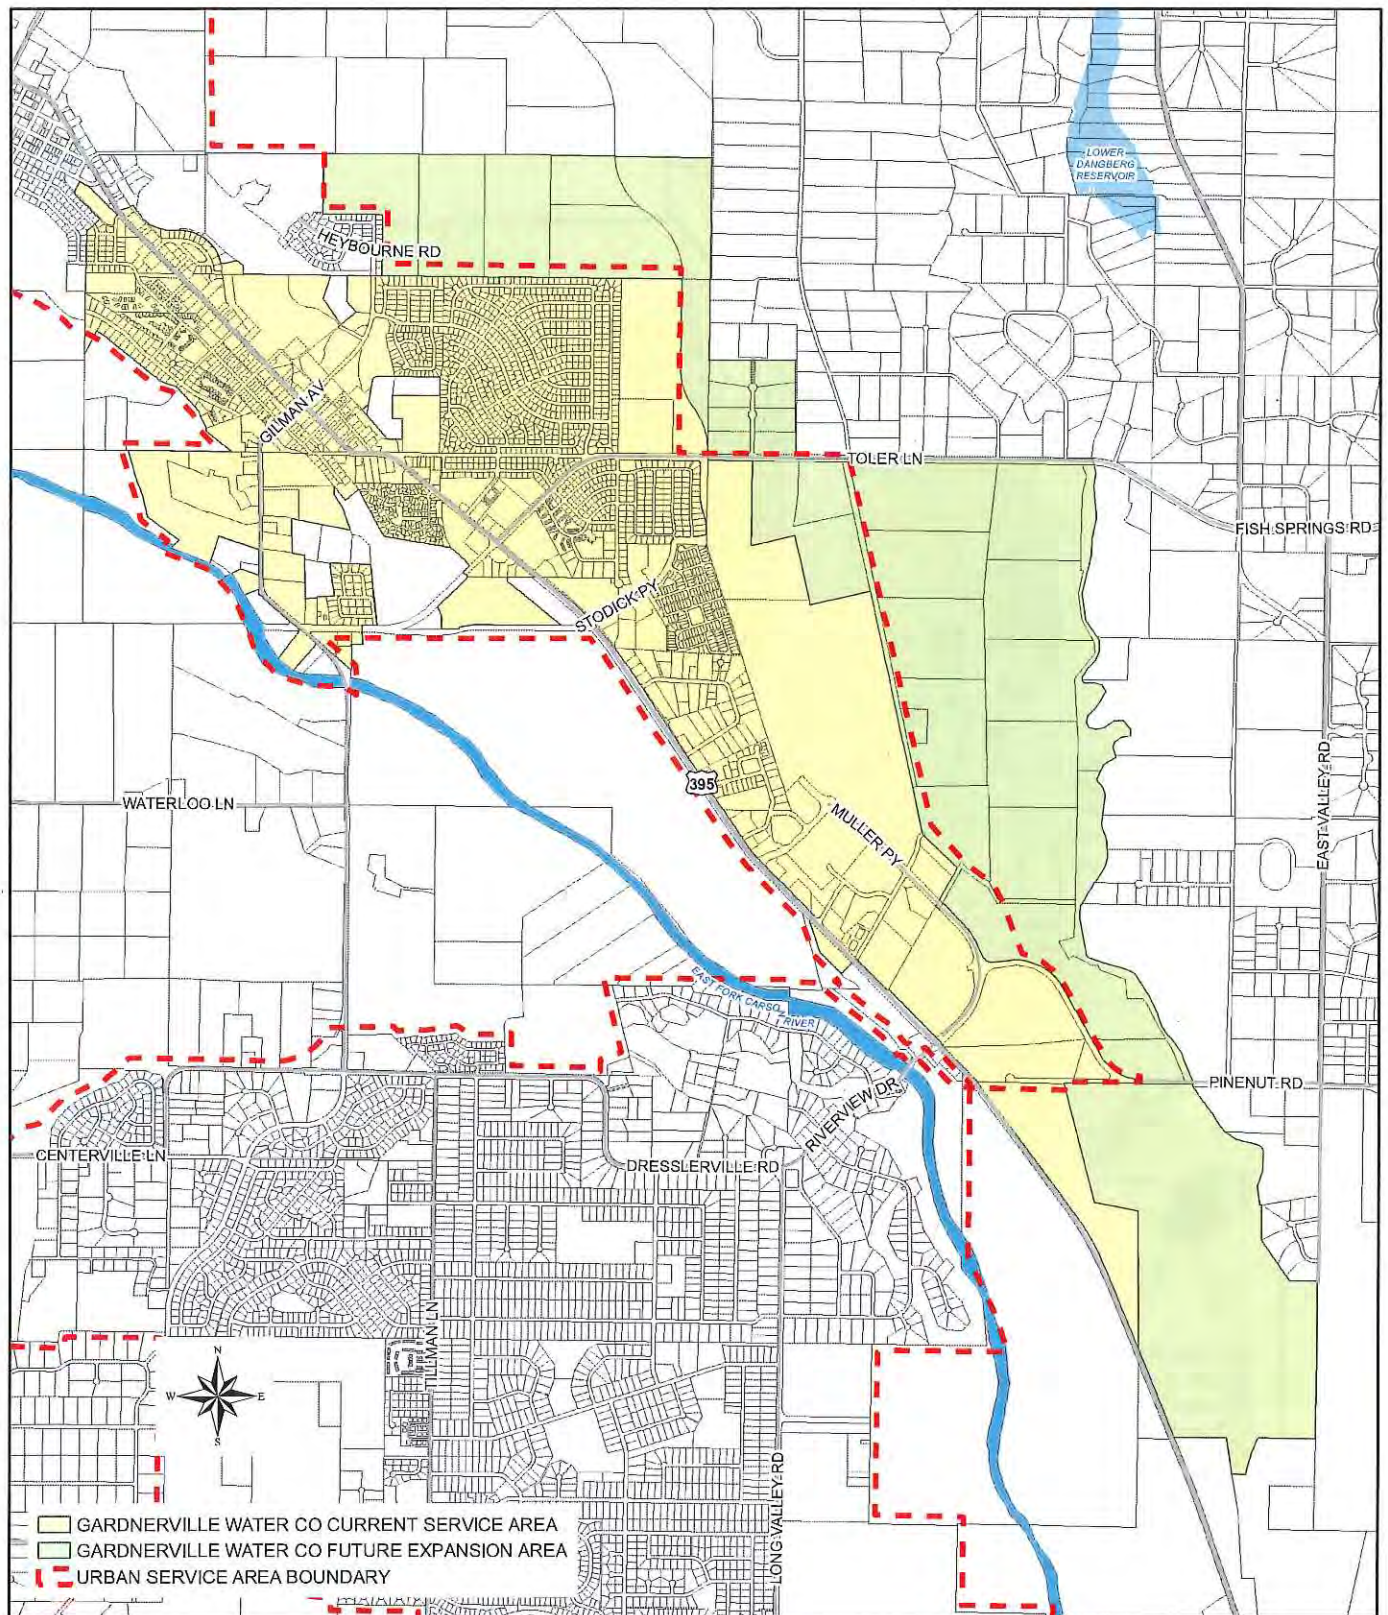 LOWER
DANGBERG
RESERVOIR
HEYBOURNE RD
GILMAN AV
TOLER LN
FISH SPRINGS RD
STODICK PY
EAST VALLEY RD
395
WATERLOO LN
MULLER PY
EAST FORK CARSO
RIVER
PINENUT RD
RIVERVIEW DR
CENTERVILLE LN
DRESSLERVILLE RD
TILLMAN LN
N
W
E
S
LONG VALLEY RD
GARDNERVILLE WATER CO CURRENT SERVICE AREA
GARDNERVILLE WATER CO FUTURE EXPANSION AREA
URBAN SERVICE AREA BOUNDARY